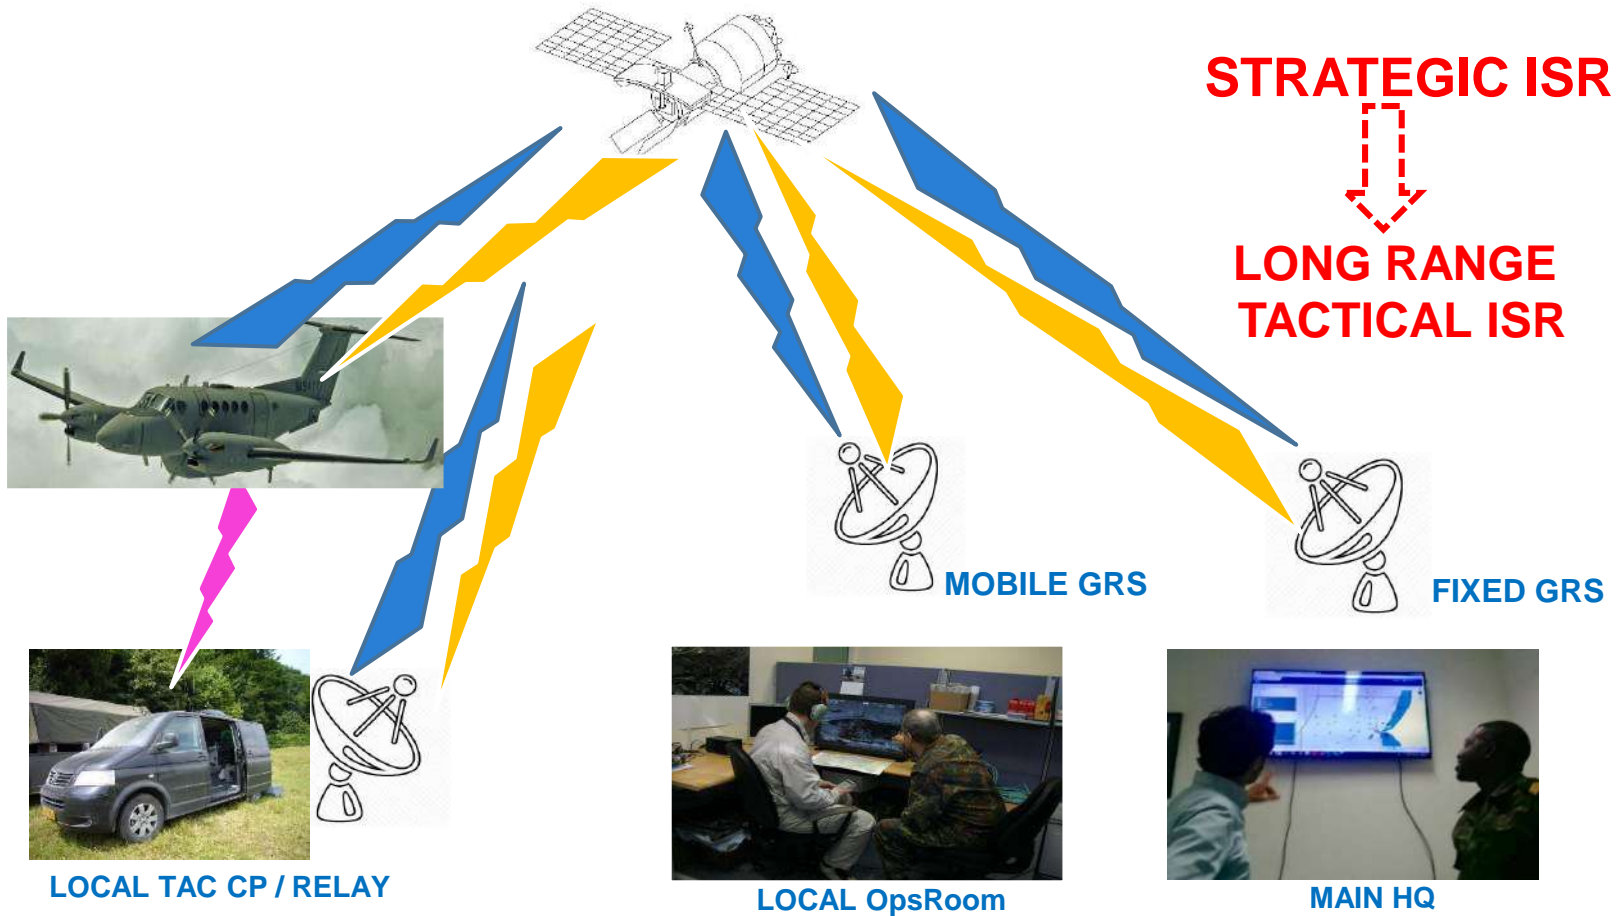 STRATEGIC ISR
LONG RANGE
TACTICAL ISR
MOBILE GRS
FIXED GRS
LOCAL TAC CP / RELAY
LOCAL OpsRoom
MAIN HQ